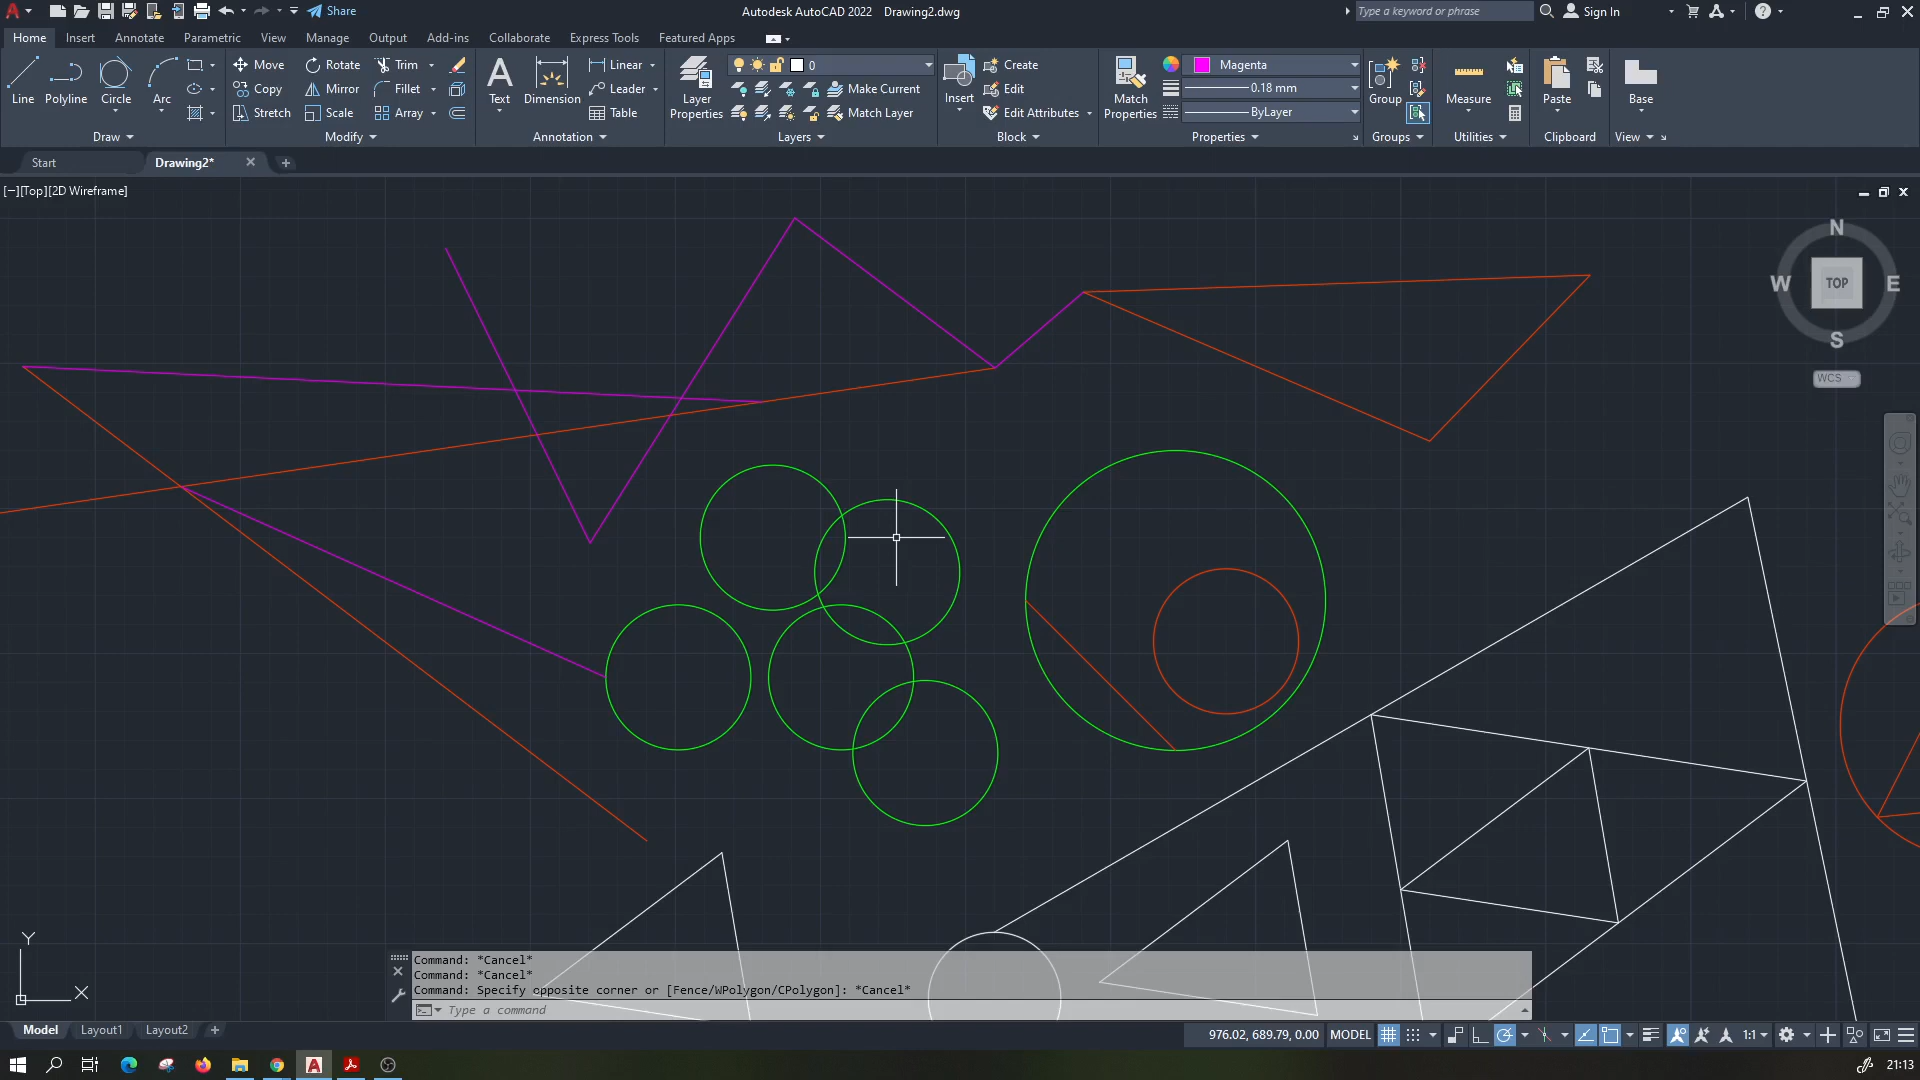 Share
Autodesk AutoCAD 2022 Drawing2.dwg
Type a keyword or phrase
Sign In
Home Insert Annotate Parametric View Manage Output Add-ins Collaborate Express Tools Featured Apps
Line Polyline Circle Arc
Move Rotate Trim
Copy Mirror Fillet
Stretch Scale Array
Text Dimension
Linear
Leader
Table
Layer Properties
0
Make Current
Match Layer
Insert
Create
Edit
Edit Attributes
Match Properties
Magenta
0.18 mm
ByLayer
Group
Measure
Paste
Base
Draw Modify Annotation Layers Block Properties Groups Utilities Clipboard View
Start Drawing2*
[−][Top][2D Wireframe]
N
W TOP E
S
WCS
Y
X
Command: *Cancel*
Command: *Cancel*
Command: Specify opposite corner or [Fence/WPolygon/CPolygon]: *Cancel*
Type a command
Model Layout1 Layout2
976.02, 689.79, 0.00 MODEL 1:1
21:13